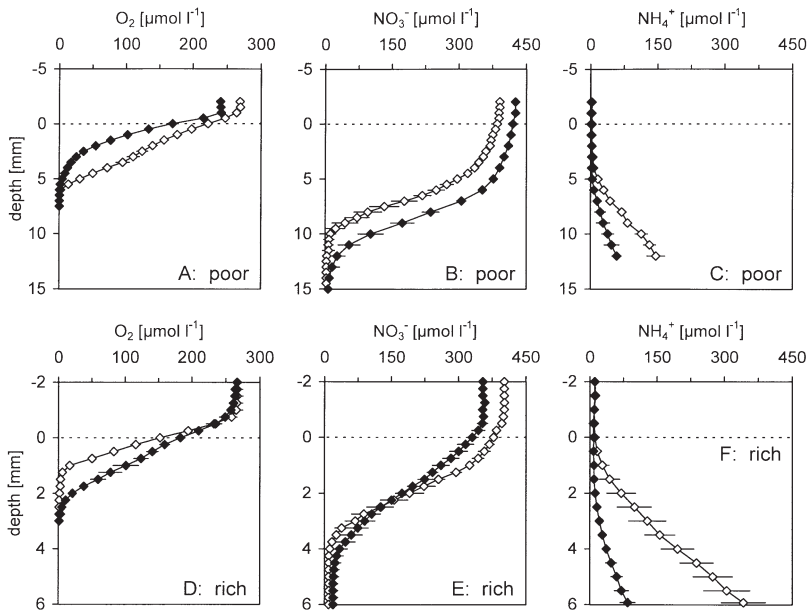 O₂ [µmol l⁻¹] NO₃⁻ [µmol l⁻¹] NH₄⁺ [µmol l⁻¹]
0 100 200 300 0 150 300 450 0 150 300 450
-5 -5 -5
0 0 0
5 5 5
10 10 10
15 15 15
depth [mm]
A: poor B: poor C: poor
O₂ [µmol l⁻¹] NO₃⁻ [µmol l⁻¹] NH₄⁺ [µmol l⁻¹]
0 100 200 300 0 150 300 450 0 150 300 450
-2 -2 -2
0 0 0
F: rich
2 2 2
4 4 4
6 6 6
depth [mm]
D: rich E: rich